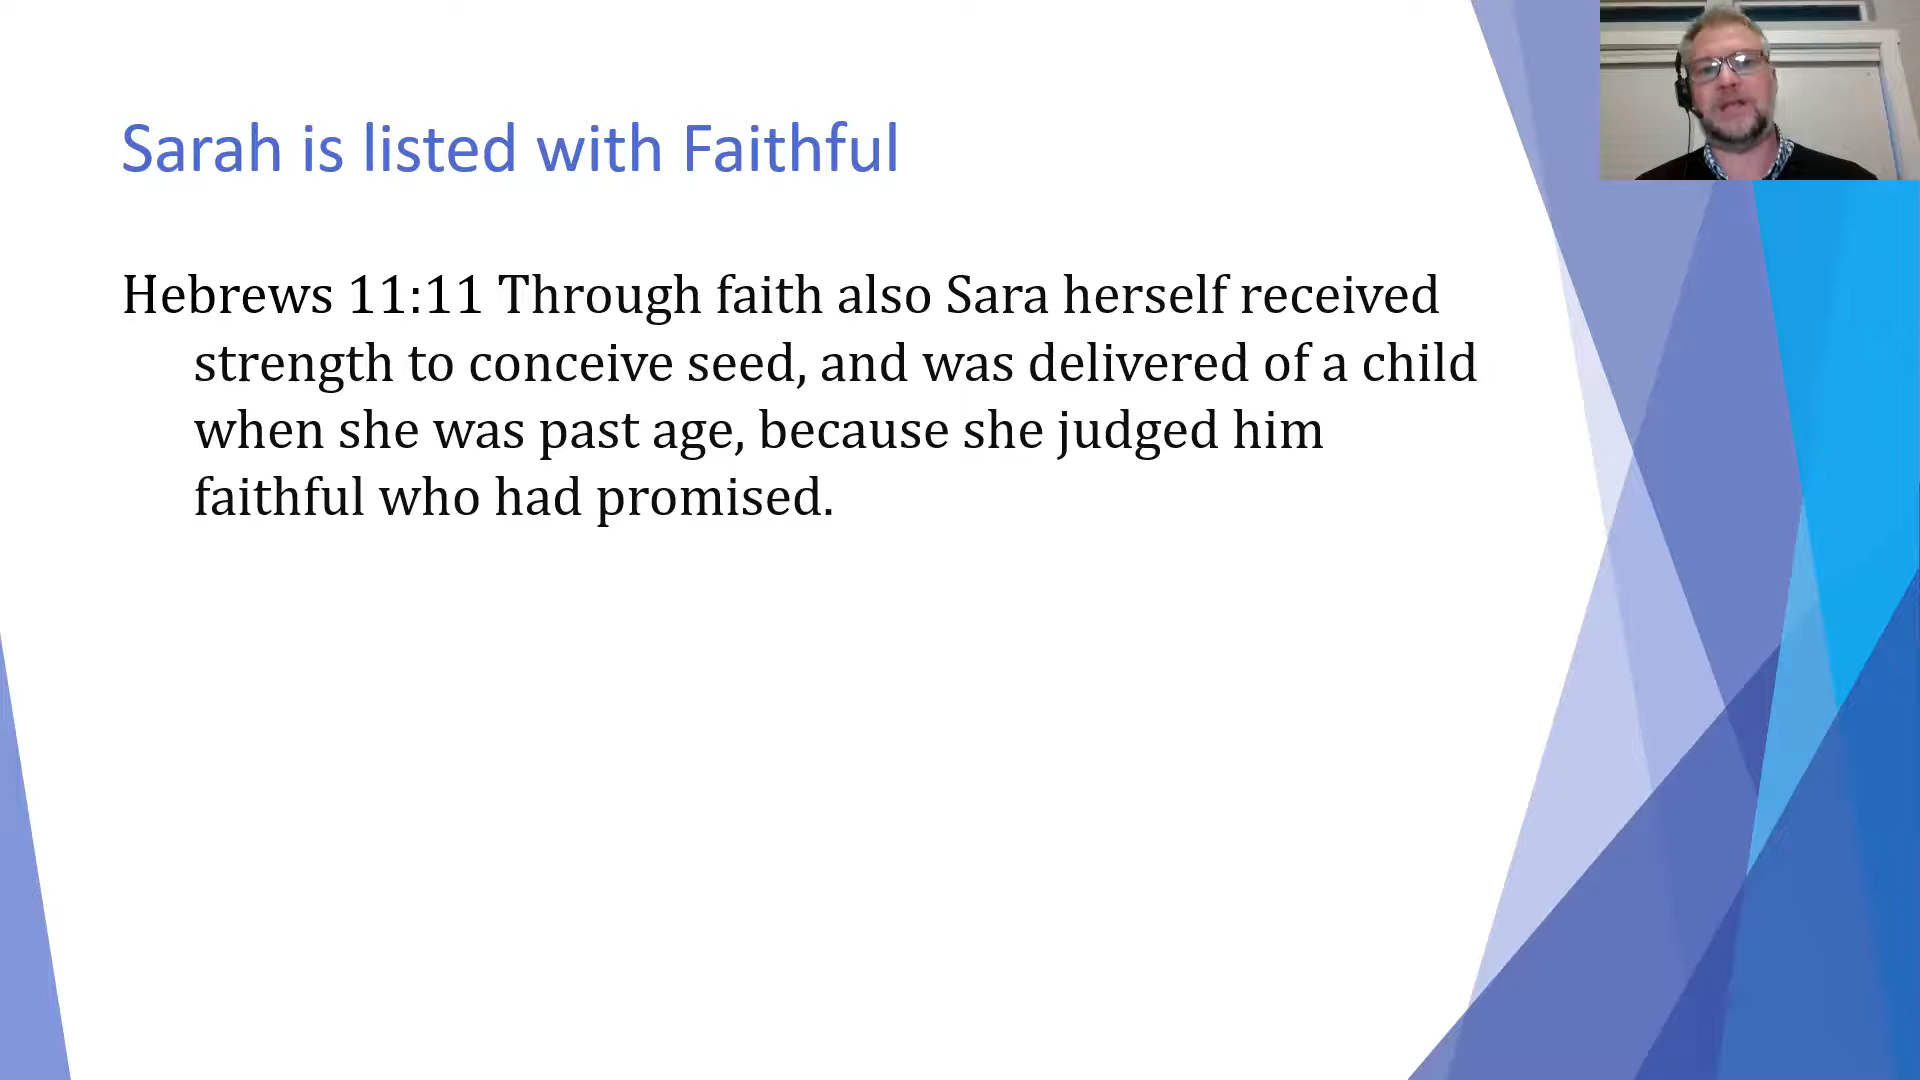 Sarah is listed with Faithful
Hebrews 11:11 Through faith also Sara herself received
strength to conceive seed, and was delivered of a child
when she was past age, because she judged him
faithful who had promised.